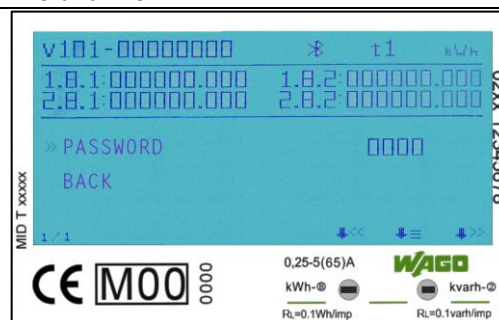 v101-00000000 t1 kWh
1.8.1:000000.000 1.8.2:000000.000
2.8.1:000000.000 2.8.2:000000.000
» PASSWORD 0000
BACK
1/1 << ≡ >>
MID T xxxxx
CE M00 0000
0,25-5(65)A WAGO
kWh-① kvarh-②
RL=0.1Wh/imp RL=0.1varh/imp